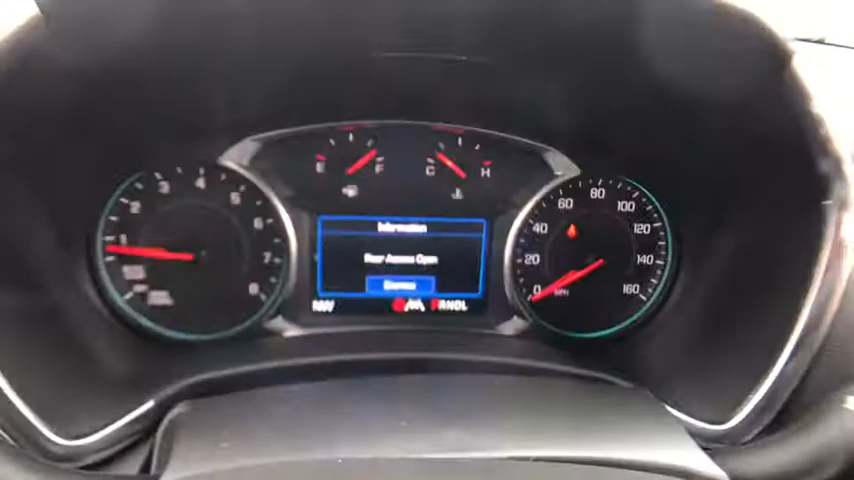 E F
C H
1 2 3 4 5 6 7 8
0 20 40 60 80 100 120 140 160
MPH
Information
Rear Access Open
Dismiss
NW
PRNDL